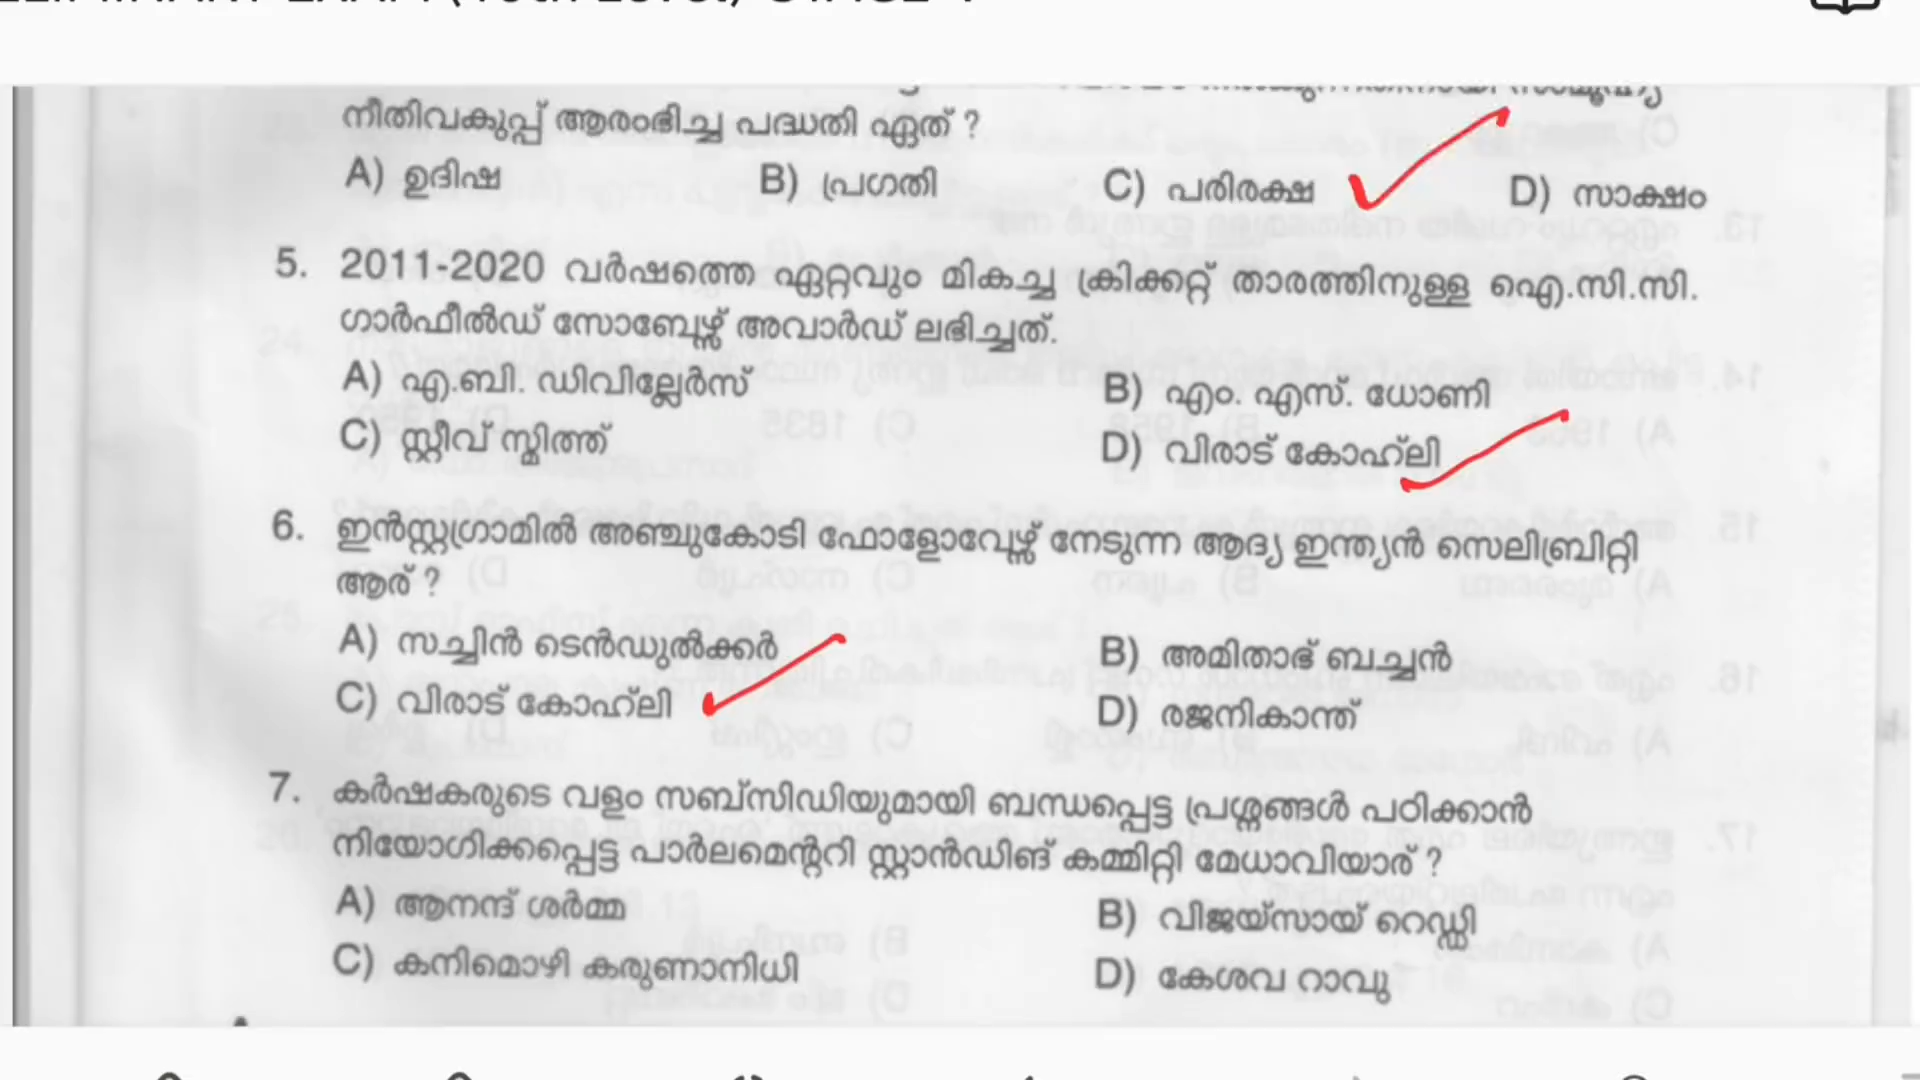 നീതിവകുപ്പ് ആരംഭിച്ച പദ്ധതി ഏത് ?
A) ഉദിഷ B) പ്രഗതി C) പരിരക്ഷ D) സാക്ഷം
5. 2011-2020 വർഷത്തെ ഏറ്റവും മികച്ച ക്രിക്കറ്റ് താരത്തിനുള്ള ഐ.സി.സി.
ഗാർഫീൽഡ് സോബേഴ്സ് അവാർഡ് ലഭിച്ചത്.
A) എ.ബി. ഡിവില്ലേർസ് B) എം. എസ്. ധോണി
C) സ്റ്റീവ് സ്മിത്ത് D) വിരാട് കോഹ്‌ലി
6. ഇൻസ്റ്റഗ്രാമിൽ അഞ്ചുകോടി ഫോളോവേഴ്സ് നേടുന്ന ആദ്യ ഇന്ത്യൻ സെലിബ്രിറ്റി
ആര് ?
A) സച്ചിൻ ടെൻഡുൽക്കർ B) അമിതാഭ് ബച്ചൻ
C) വിരാട് കോഹ്‌ലി D) രജനികാന്ത്
7. കർഷകരുടെ വളം സബ്സിഡിയുമായി ബന്ധപ്പെട്ട പ്രശ്നങ്ങൾ പഠിക്കാൻ
നിയോഗിക്കപ്പെട്ട പാർലമെന്ററി സ്റ്റാൻഡിങ് കമ്മിറ്റി മേധാവിയാര് ?
A) ആനന്ദ് ശർമ്മ B) വിജയ്സായ് റെഡ്ഡി
C) കനിമൊഴി കരുണാനിധി D) കേശവ റാവു